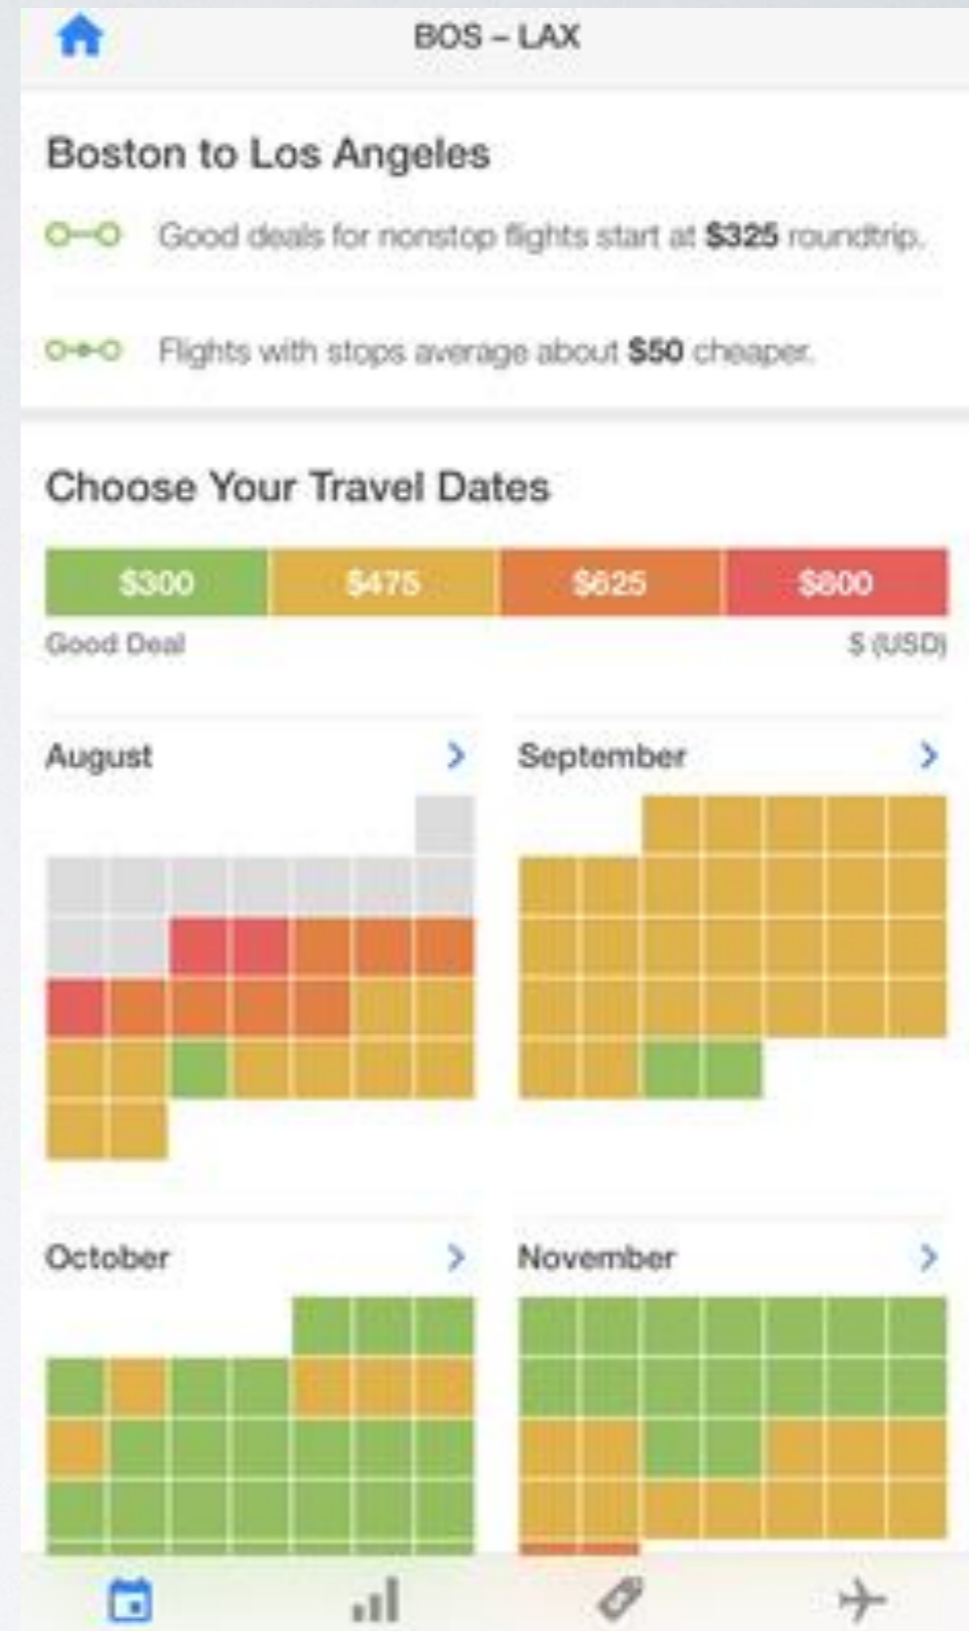 BOS – LAX
Boston to Los Angeles
Good deals for nonstop flights start at $325 roundtrip.
Flights with stops average about $50 cheaper.
Choose Your Travel Dates
$300 $475 $625 $800
Good Deal $ (USD)
August September
October November